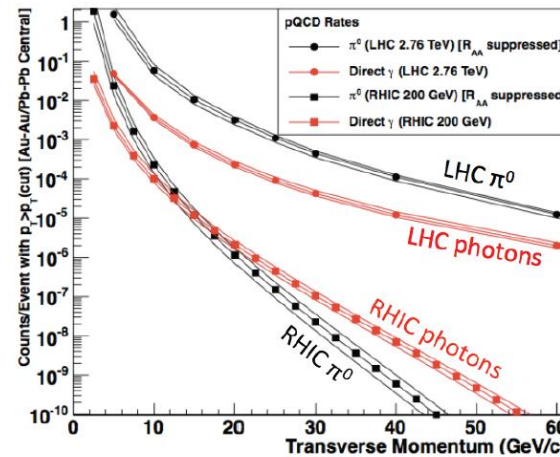 pQCD Rates
π⁰ (LHC 2.76 TeV) [R_AA suppressed]
Direct γ (LHC 2.76 TeV)
π⁰ (RHIC 200 GeV) [R_AA suppressed
Direct γ (RHIC 200 GeV)
Counts/Event with p_T>p_T(cut) [Au-Au/Pb-Pb Central]
1
10⁻¹
10⁻²
10⁻³
10⁻⁴
10⁻⁵
10⁻⁶
10⁻⁷
10⁻⁸
10⁻⁹
10⁻¹⁰
LHC π⁰
LHC photons
RHIC photons
RHIC π⁰
0 10 20 30 40 50 60
Transverse Momentum (GeV/c